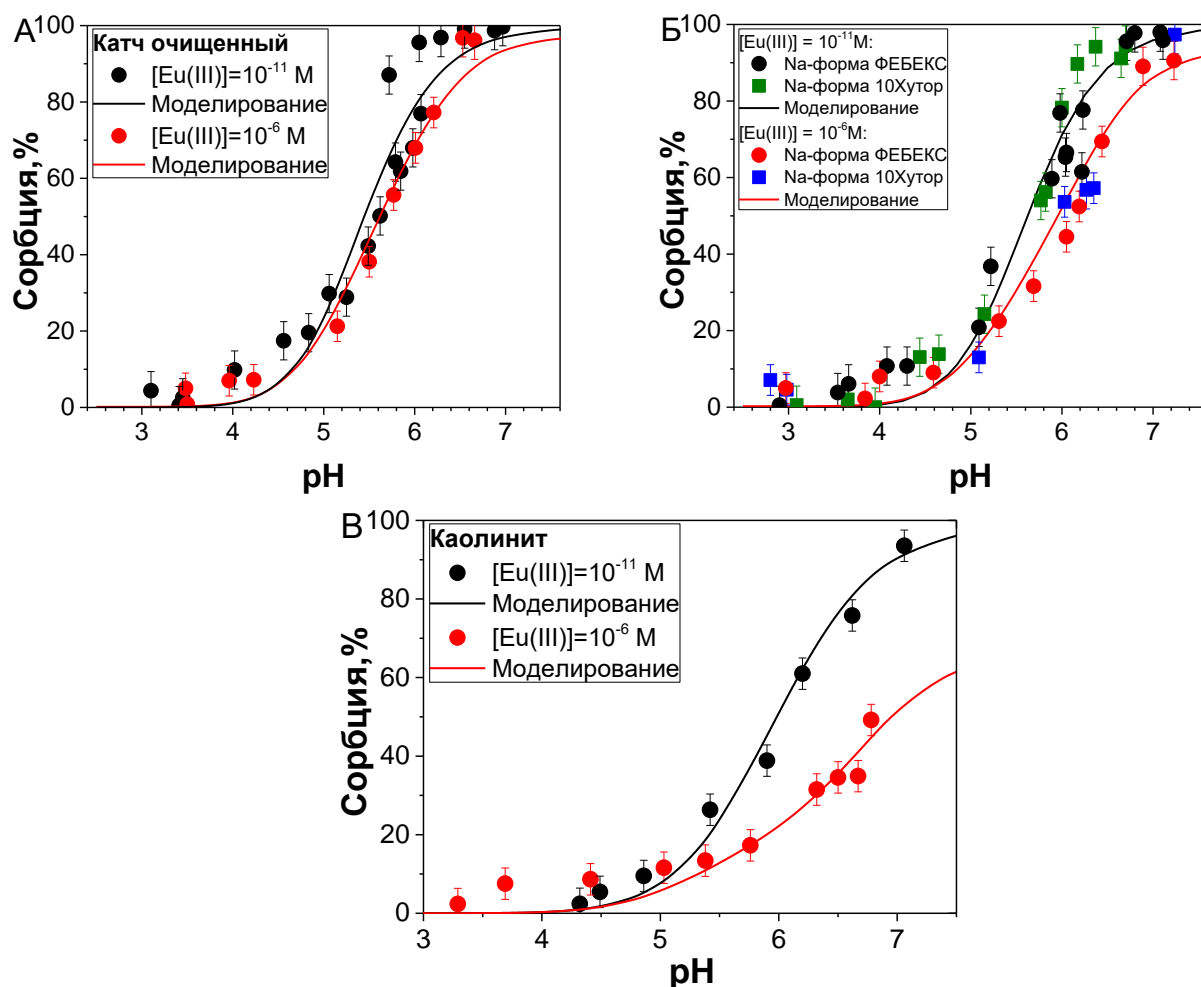 А
Катч очищенный
[Eu(III)]=10⁻¹¹ M
Моделирование
[Eu(III)]=10⁻⁶ M
Моделирование
Сорбция,%
100
80
60
40
20
0
3 4 5 6 7
pH
Б
[Eu(III)] = 10⁻¹¹M:
Na-форма ФЕБЕКС
Na-форма 10Хутор
Моделирование
[Eu(III)] = 10⁻⁶M:
Na-форма ФЕБЕКС
Na-форма 10Хутор
Моделирование
Сорбция,%
100
80
60
40
20
0
3 4 5 6 7
pH
В
Каолинит
[Eu(III)]=10⁻¹¹ M
Моделирование
[Eu(III)]=10⁻⁶ M
Моделирование
Сорбция,%
100
80
60
40
20
0
3 4 5 6 7
pH